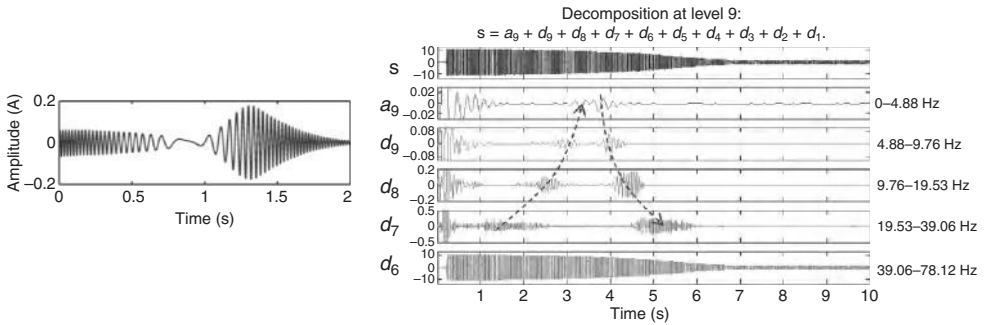 Amplitude (A)
0.2
0
−0.2
0 0.5 1 1.5 2
Time (s)
Decomposition at level 9:
s = a9 + d9 + d8 + d7 + d6 + d5 + d4 + d3 + d2 + d1.
s
10
0
−10
a9
0.02
0
−0.02
0–4.88 Hz
d9
0.08
0
−0.08
4.88–9.76 Hz
d8
0.2
0
−0.2
9.76–19.53 Hz
d7
0.5
0
−0.5
19.53–39.06 Hz
d6
10
0
−10
39.06–78.12 Hz
1 2 3 4 5 6 7 8 9 10
Time (s)